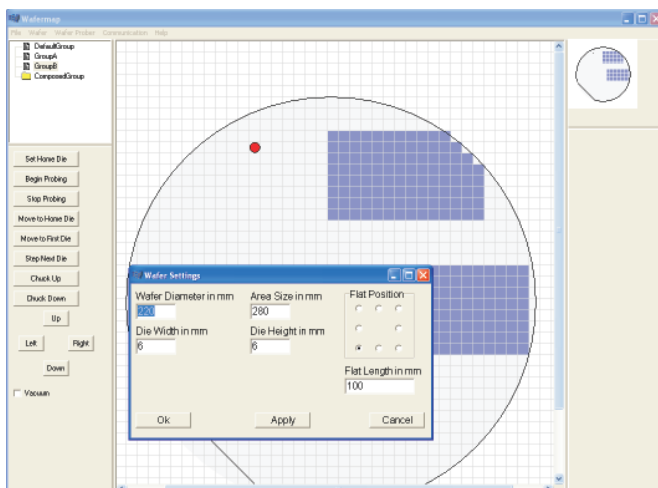 Wafermap
File Wafer Wafer Prober Communication Help
DefaultGroup
GroupA
GroupB
ComposedGroup
Set Home Die
Begin Probing
Stop Probing
Move to Home Die
Move to First Die
Step Next Die
Chuck Up
Chuck Down
Up
Left Right
Down
Vacuum
Wafer Settings
Wafer Diameter in mm Area Size in mm Flat Position
220 280
Die Width in mm Die Height in mm
6 6
Flat Length in mm
100
Ok Apply Cancel